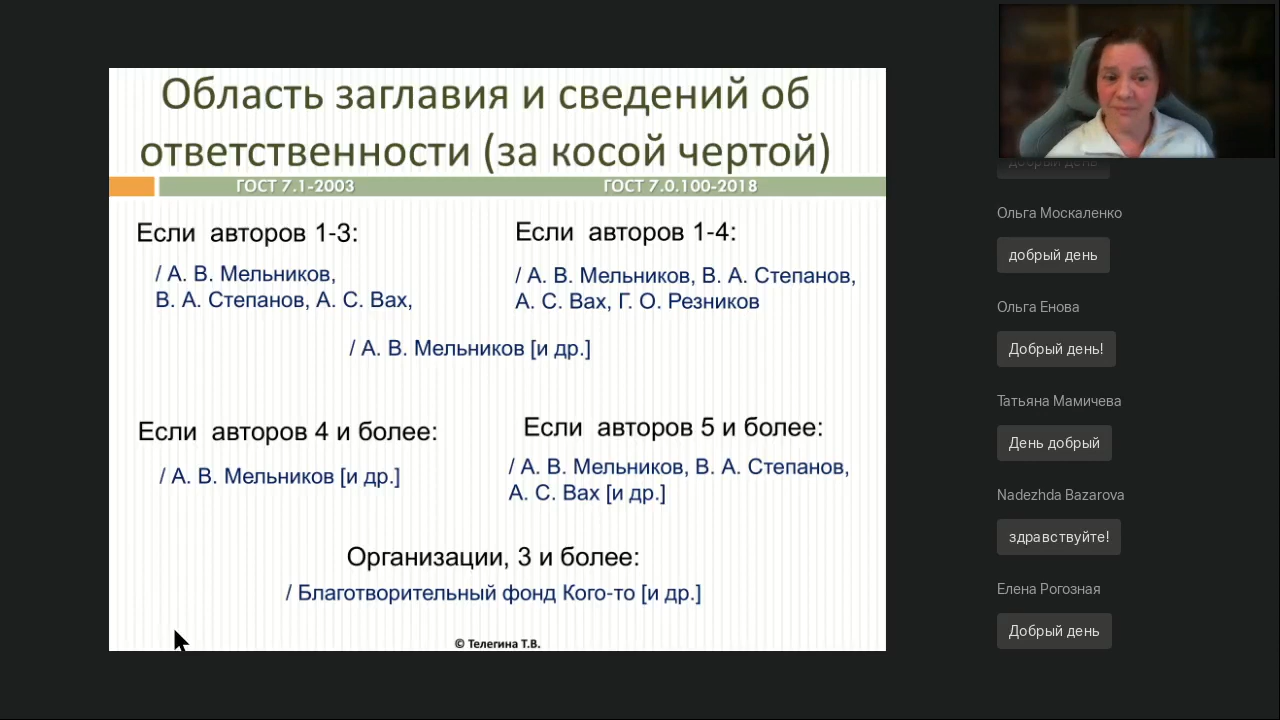 Область заглавия и сведений об
ответственности (за косой чертой)
ГОСТ 7.1-2003
ГОСТ 7.0.100-2018
Если авторов 1-3:
/ А. В. Мельников,
В. А. Степанов, А. С. Вах,
Если авторов 1-4:
/ А. В. Мельников, В. А. Степанов,
А. С. Вах, Г. О. Резников
/ А. В. Мельников [и др.]
Если авторов 4 и более:
/ А. В. Мельников [и др.]
Если авторов 5 и более:
/ А. В. Мельников, В. А. Степанов,
А. С. Вах [и др.]
Организации, 3 и более:
/ Благотворительный фонд Кого-то [и др.]
© Телегина Т.В.
добрый день
Ольга Москаленко
добрый день
Ольга Енова
Добрый день!
Татьяна Мамичева
День добрый
Nadezhda Bazarova
здравствуйте!
Елена Рогозная
Добрый день